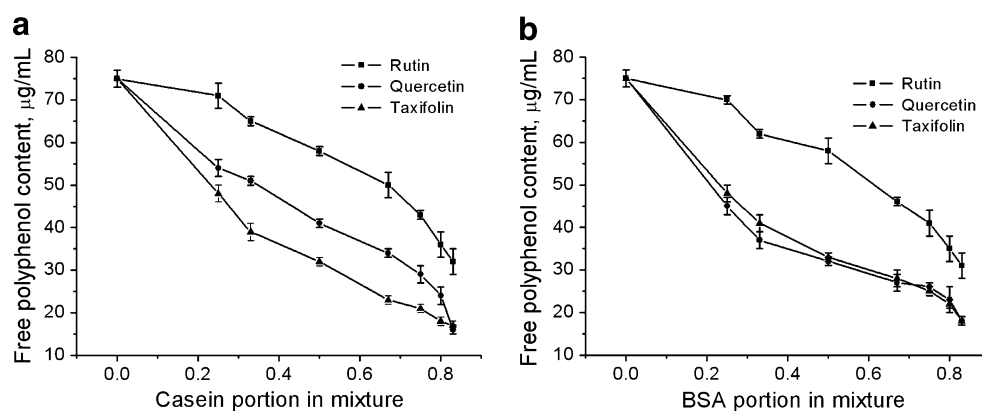 a
Free polyphenol content, μg/mL
80
70
60
50
40
30
20
10
Rutin
Quercetin
Taxifolin
0.0 0.2 0.4 0.6 0.8
Casein portion in mixture
b
Free polyphenol content, μg/mL
80
70
60
50
40
30
20
10
Rutin
Quercetin
Taxifolin
0.0 0.2 0.4 0.6 0.8
BSA portion in mixture